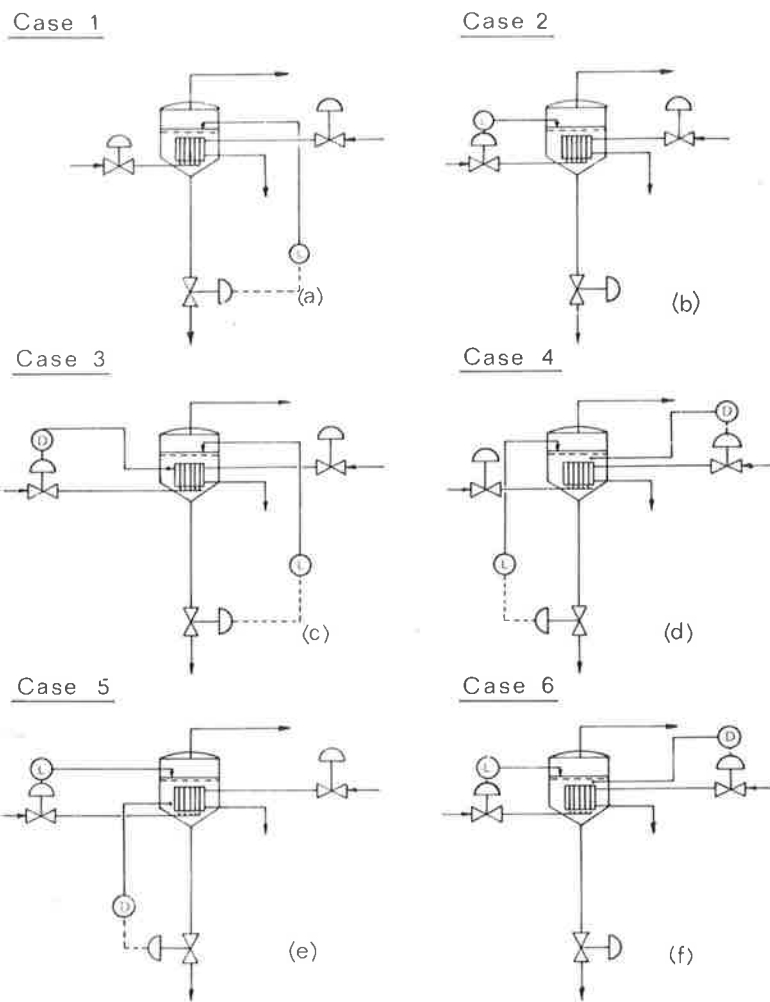 Case 1
Case 2
L
L
(a)
(b)
Case 3
Case 4
D
D
L
L
(c)
(d)
Case 5
Case 6
L
L
D
D
(e)
(f)